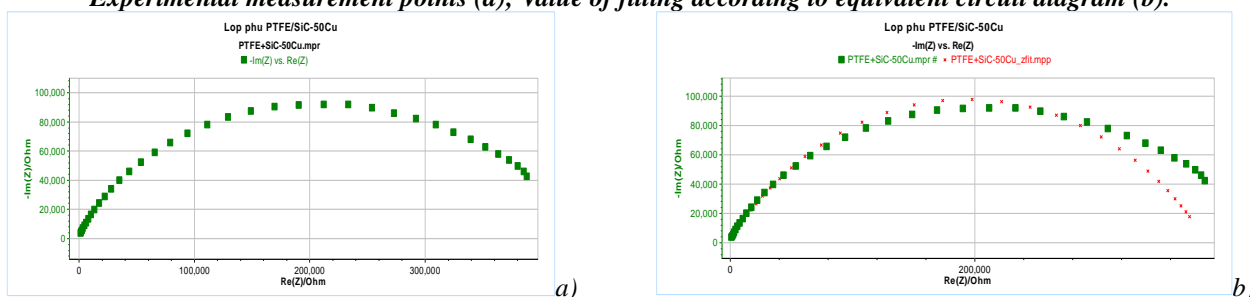 Experimental measurement points (a); Value of filling according to equivalent circuit diagram (b).
Lop phu PTFE/SiC-50Cu
PTFE+SiC-50Cu.mpr
-Im(Z) vs. Re(Z)
-Im(Z)/Ohm
100,000
80,000
60,000
40,000
20,000
0
0 100,000 200,000 300,000
Re(Z)/Ohm
a)
Lop phu PTFE/SiC-50Cu
-Im(Z) vs. Re(Z)
PTFE+SiC-50Cu.mpr # PTFE+SiC-50Cu_zfit.mpp
-Im(Z)/Ohm
100,000
80,000
60,000
40,000
20,000
0
0 200,000
Re(Z)/Ohm
b)